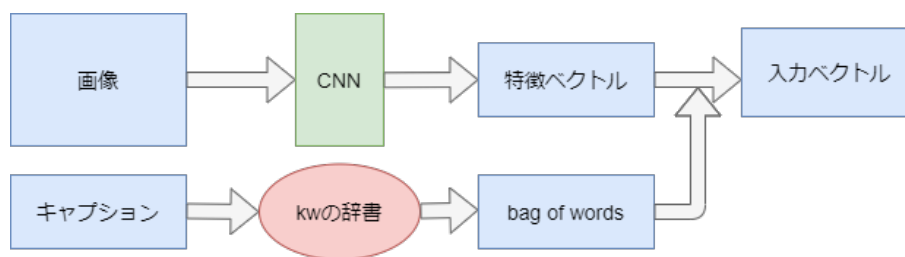 画像
CNN
特徴ベクトル
入力ベクトル
キャプション
kwの辞書
bag of words